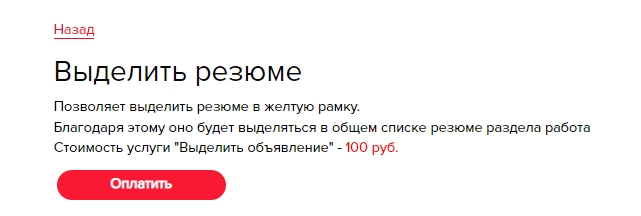 Назад
Выделить резюме
Позволяет выделить резюме в желтую рамку.
Благодаря этому оно будет выделяться в общем списке резюме раздела работа
Стоимость услуги "Выделить объявление" - 100 руб.
Оплатить